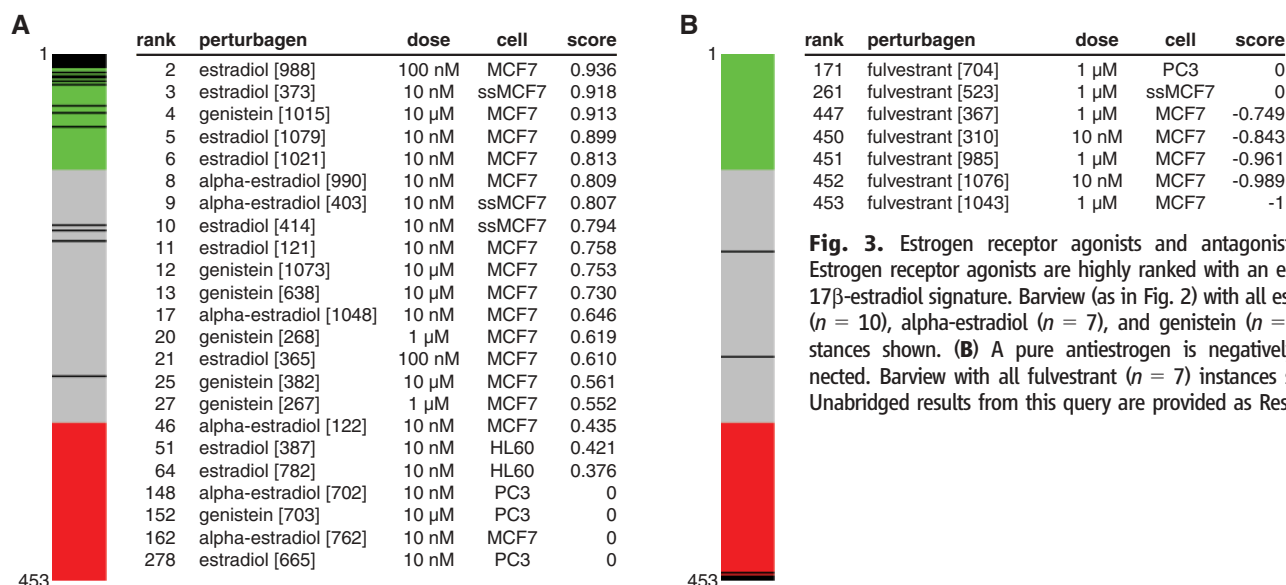 A
1
453
rank perturbagen dose cell score
2 estradiol [988] 100 nM MCF7 0.936
3 estradiol [373] 10 nM ssMCF7 0.918
4 genistein [1015] 10 µM MCF7 0.913
5 estradiol [1079] 10 nM MCF7 0.899
6 estradiol [1021] 10 nM MCF7 0.813
8 alpha-estradiol [990] 10 nM MCF7 0.809
9 alpha-estradiol [403] 10 nM ssMCF7 0.807
10 estradiol [414] 10 nM ssMCF7 0.794
11 estradiol [121] 10 nM MCF7 0.758
12 genistein [1073] 10 µM MCF7 0.753
13 genistein [638] 10 µM MCF7 0.730
17 alpha-estradiol [1048] 10 nM MCF7 0.646
20 genistein [268] 1 µM MCF7 0.619
21 estradiol [365] 100 nM MCF7 0.610
25 genistein [382] 10 µM MCF7 0.561
27 genistein [267] 1 µM MCF7 0.552
46 alpha-estradiol [122] 10 nM MCF7 0.435
51 estradiol [387] 10 nM HL60 0.421
64 estradiol [782] 10 nM HL60 0.376
148 alpha-estradiol [702] 10 nM PC3 0
152 genistein [703] 10 µM PC3 0
162 alpha-estradiol [762] 10 nM MCF7 0
278 estradiol [665] 10 nM PC3 0
B
1
453
rank perturbagen dose cell score
171 fulvestrant [704] 1 µM PC3 0
261 fulvestrant [523] 1 µM ssMCF7 0
447 fulvestrant [367] 1 µM MCF7 -0.749
450 fulvestrant [310] 10 nM MCF7 -0.843
451 fulvestrant [985] 1 µM MCF7 -0.961
452 fulvestrant [1076] 10 nM MCF7 -0.989
453 fulvestrant [1043] 1 µM MCF7 -1
Fig. 3. Estrogen receptor agonists and antagonis
Estrogen receptor agonists are highly ranked with an e
17β-estradiol signature. Barview (as in Fig. 2) with all es
(n = 10), alpha-estradiol (n = 7), and genistein (n =
stances shown. (B) A pure antiestrogen is negativel
nected. Barview with all fulvestrant (n = 7) instances
Unabridged results from this query are provided as Res